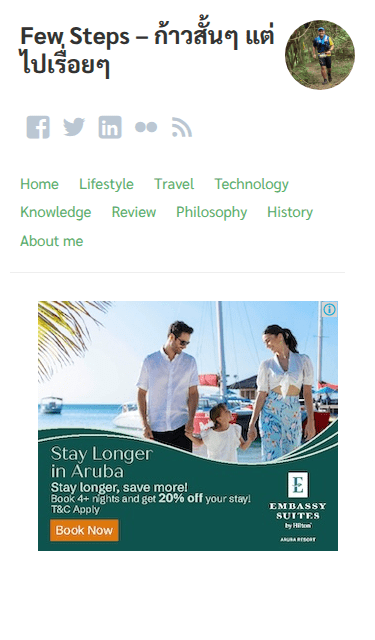 Few Steps – ก้าวสั้นๆ แต่
ไปเรื่อยๆ
Home Lifestyle Travel Technology
Knowledge Review Philosophy History
About me
Stay Longer
in Aruba
Stay longer, save more!
Book 4+ nights and get 20% off your stay!
T&C Apply
Book Now
E
S
EMBASSY
SUITES
by Hilton
ARUBA RESORT